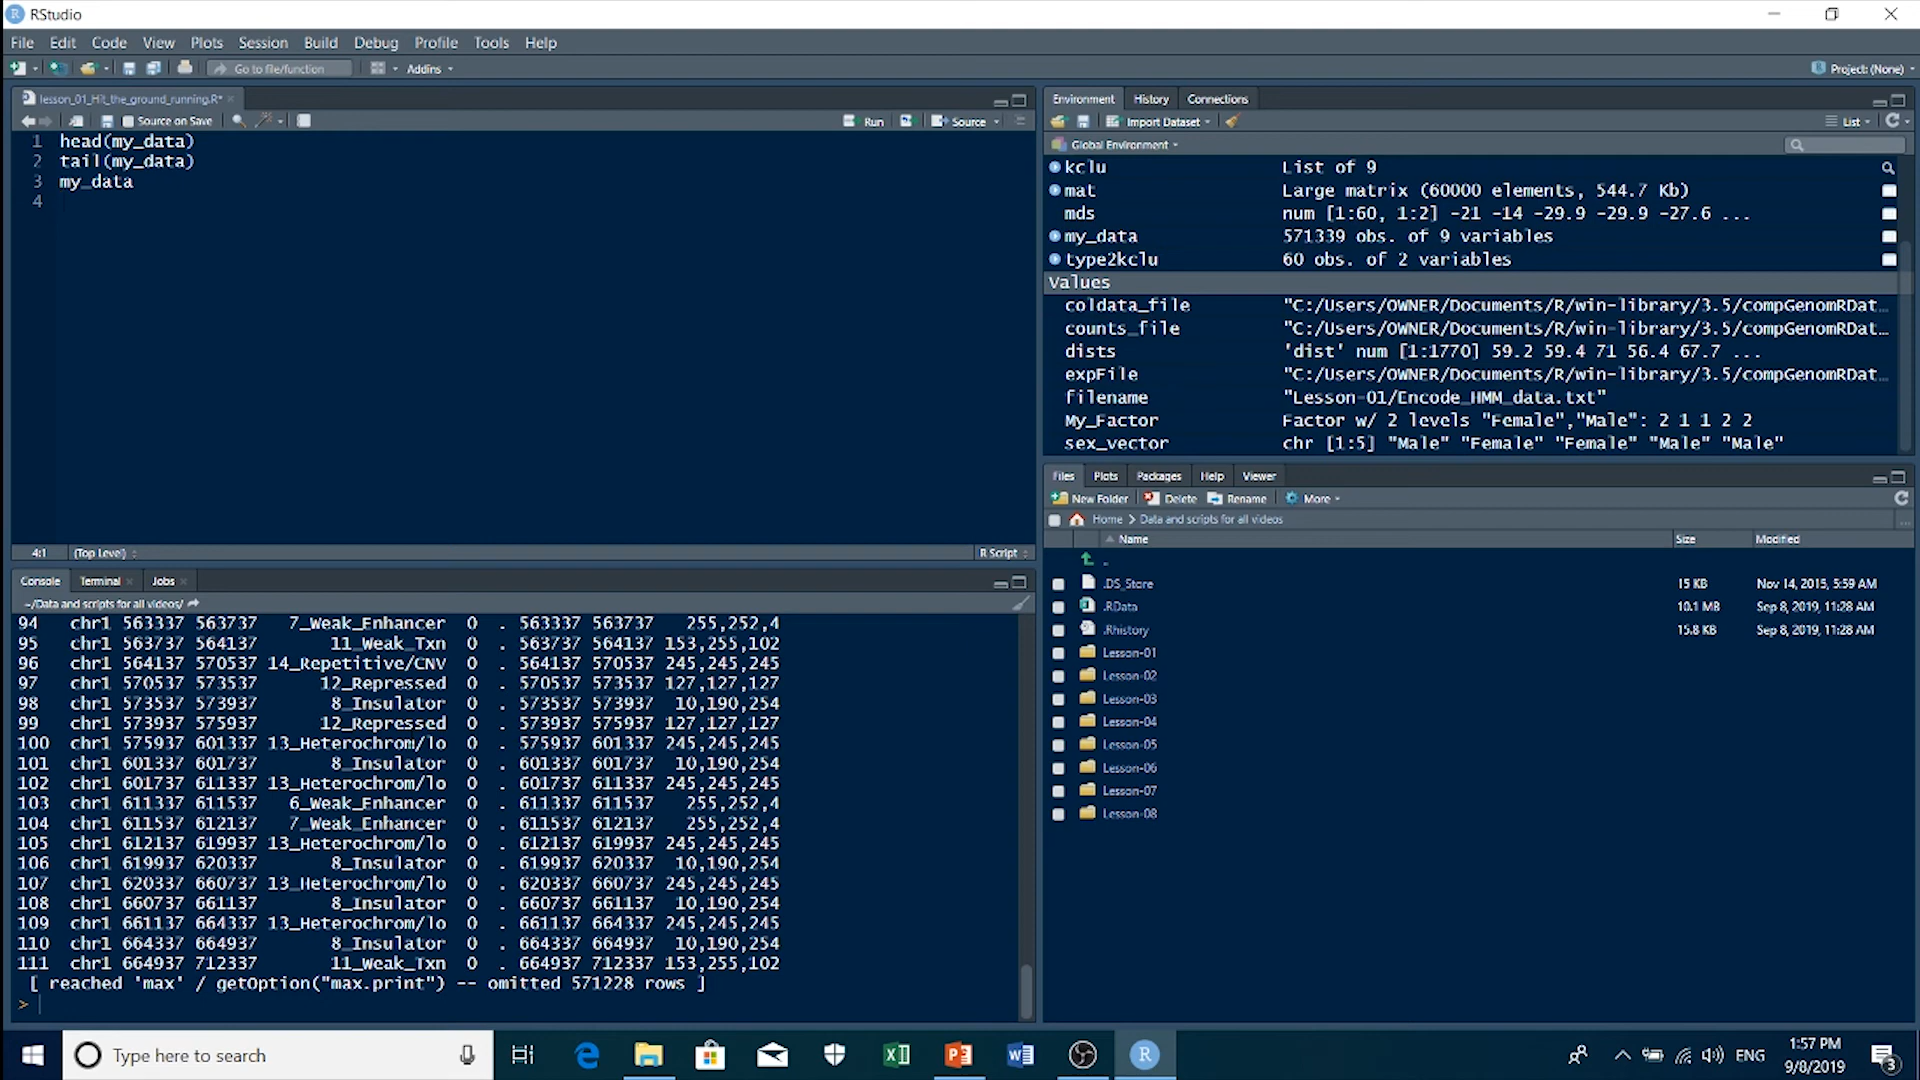 RStudio
File Edit Code View Plots Session Build Debug Profile Tools Help
Go to file/function Addins Project: (None)
lesson_01_Hit_the_ground_running.R*
Source on Save Run Source
1 head(my_data)
2 tail(my_data)
3 my_data
4
4:1 (Top Level) R Script
Console Terminal Jobs
~/Data and scripts for all videos/
94 chr1 563337 563737 7_Weak_Enhancer 0 . 563337 563737 255,252,4
95 chr1 563737 564137 11_Weak_Txn 0 . 563737 564137 153,255,102
96 chr1 564137 570537 14_Repetitive/CNV 0 . 564137 570537 245,245,245
97 chr1 570537 573537 12_Repressed 0 . 570537 573537 127,127,127
98 chr1 573537 573937 8_Insulator 0 . 573537 573937 10,190,254
99 chr1 573937 575937 12_Repressed 0 . 573937 575937 127,127,127
100 chr1 575937 601337 13_Heterochrom/lo 0 . 575937 601337 245,245,245
101 chr1 601337 601737 8_Insulator 0 . 601337 601737 10,190,254
102 chr1 601737 611337 13_Heterochrom/lo 0 . 601737 611337 245,245,245
103 chr1 611337 611537 6_Weak_Enhancer 0 . 611337 611537 255,252,4
104 chr1 611537 612137 7_Weak_Enhancer 0 . 611537 612137 255,252,4
105 chr1 612137 619937 13_Heterochrom/lo 0 . 612137 619937 245,245,245
106 chr1 619937 620337 8_Insulator 0 . 619937 620337 10,190,254
107 chr1 620337 660737 13_Heterochrom/lo 0 . 620337 660737 245,245,245
108 chr1 660737 661137 8_Insulator 0 . 660737 661137 10,190,254
109 chr1 661137 664337 13_Heterochrom/lo 0 . 661137 664337 245,245,245
110 chr1 664337 664937 8_Insulator 0 . 664337 664937 10,190,254
111 chr1 664937 712337 11_Weak_Txn 0 . 664937 712337 153,255,102
[ reached 'max' / getOption("max.print") -- omitted 571228 rows ]
>
Environment History Connections
Import Dataset List
Global Environment
kclu List of 9
mat Large matrix (60000 elements, 544.7 Kb)
mds num [1:60, 1:2] -21 -14 -29.9 -29.9 -27.6 ...
my_data 571339 obs. of 9 variables
type2kclu 60 obs. of 2 variables
Values
coldata_file "C:/Users/OWNER/Documents/R/win-library/3.5/compGenomRDat…
counts_file "C:/Users/OWNER/Documents/R/win-library/3.5/compGenomRDat…
dists 'dist' num [1:1770] 59.2 59.4 71 56.4 67.7 ...
expFile "C:/Users/OWNER/Documents/R/win-library/3.5/compGenomRDat…
filename "Lesson-01/Encode_HMM_data.txt"
My_Factor Factor w/ 2 levels "Female","Male": 2 1 1 2 2
sex_vector chr [1:5] "Male" "Female" "Female" "Male" "Male"
Files Plots Packages Help Viewer
New Folder Delete Rename More
Home > Data and scripts for all videos ...
Name Size Modified
..
.DS_Store 15 KB Nov 14, 2015, 5:59 AM
.RData 10.1 MB Sep 8, 2019, 11:28 AM
.Rhistory 15.8 KB Sep 8, 2019, 11:28 AM
Lesson-01
Lesson-02
Lesson-03
Lesson-04
Lesson-05
Lesson-06
Lesson-07
Lesson-08
Type here to search
ENG
1:57 PM
9/8/2019
3